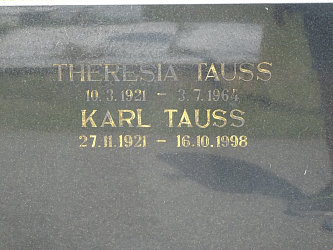 THERESIA TAUSS
10.3.1921 – 3.7.1964
KARL TAUSS
27.11.1921 – 16.10.1998